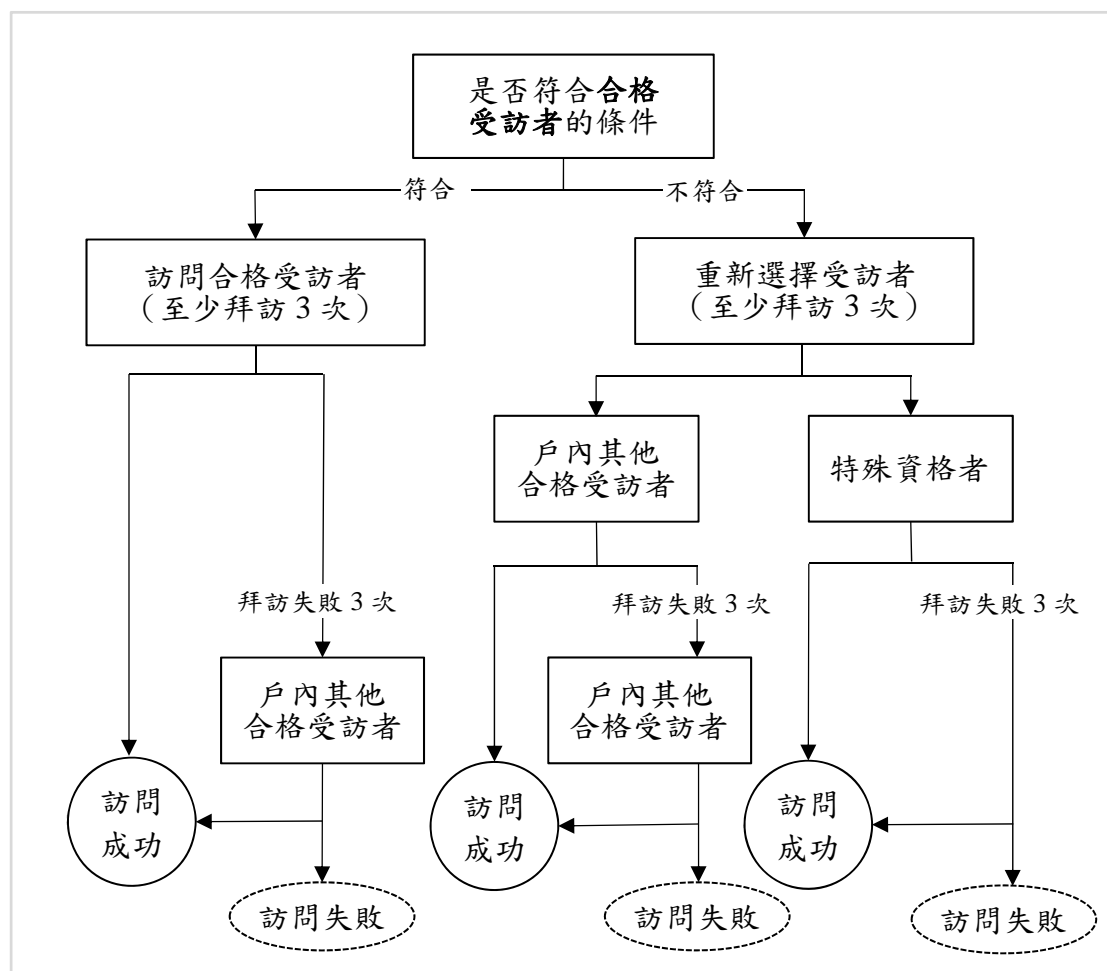 是否符合合格
受訪者的條件
符合
不符合
訪問合格受訪者
（至少拜訪 3 次）
重新選擇受訪者
（至少拜訪 3 次）
戶內其他
合格受訪者
特殊資格者
拜訪失敗 3 次
拜訪失敗 3 次
拜訪失敗 3 次
戶內其他
合格受訪者
戶內其他
合格受訪者
訪問
成功
訪問
成功
訪問
成功
訪問失敗
訪問失敗
訪問失敗